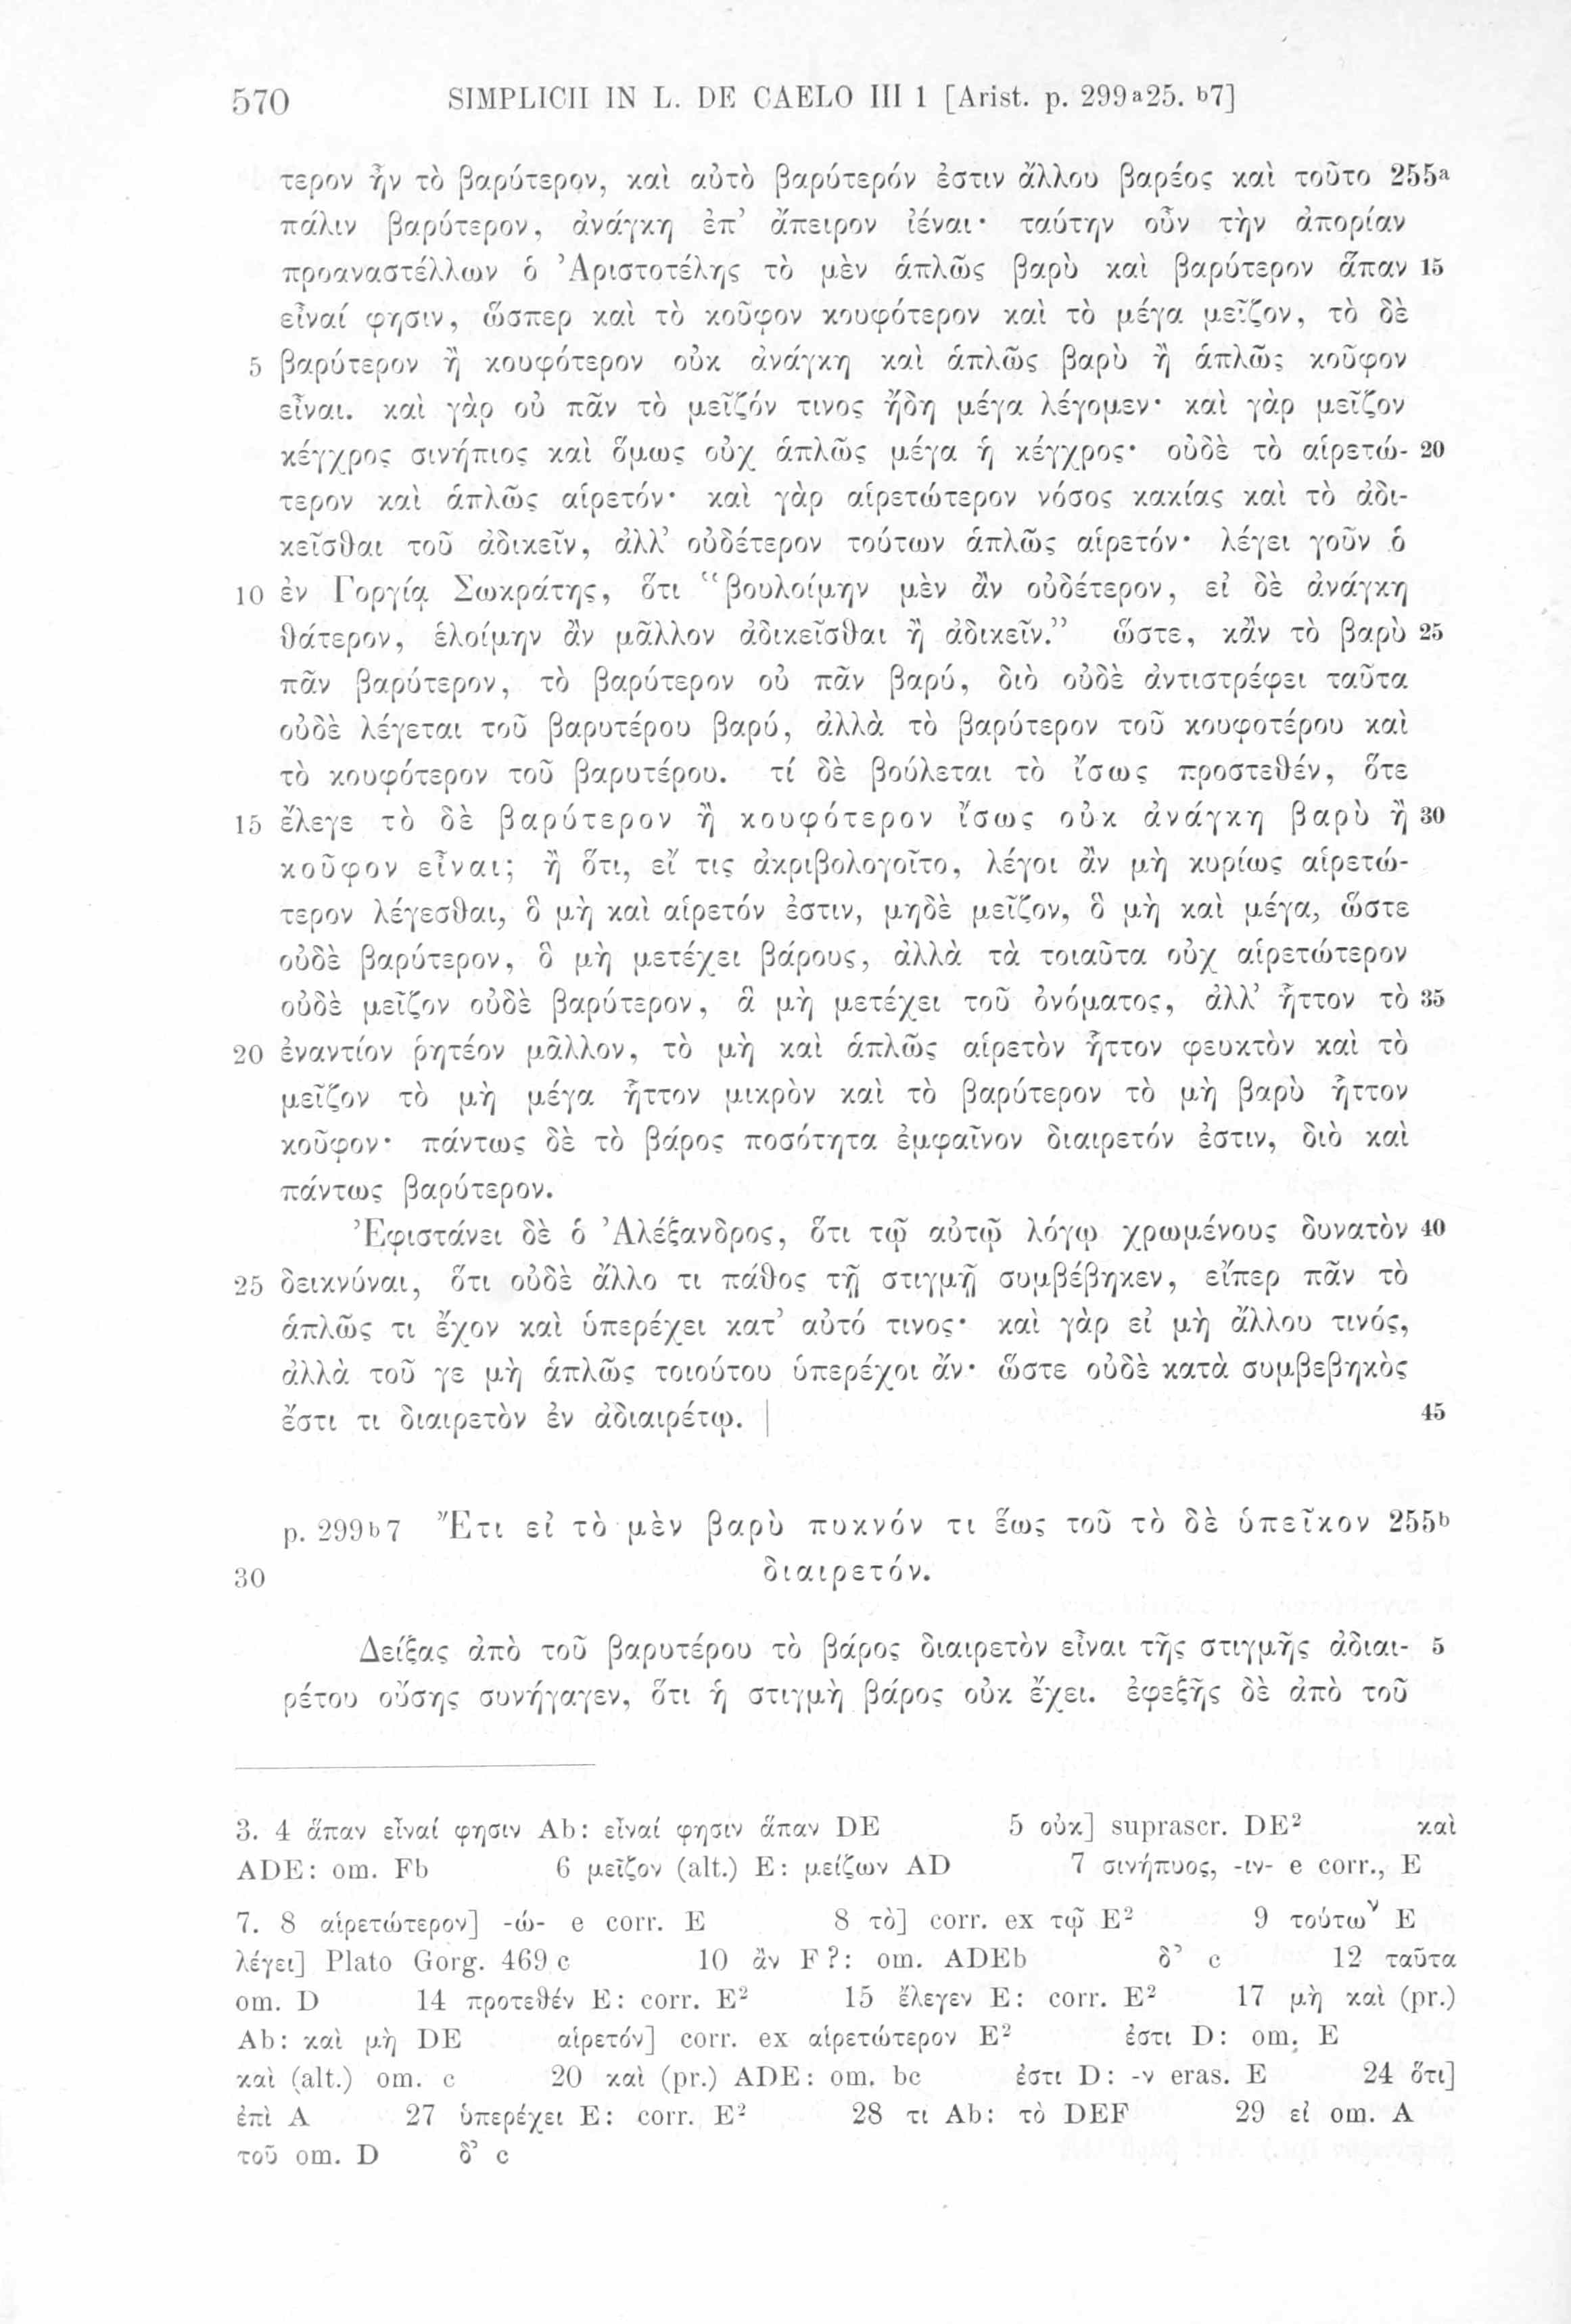 570 SIMPLICII IN L. DE CAELO III 1 [Arist. p. 299a25. b7]
τερον ἦν τὸ βαρύτερον, καὶ αὐτὸ βαρύτερόν ἐστιν ἄλλου βαρέος καὶ τοῦτο 255a
πάλιν βαρύτερον, ἀνάγκη ἐπ’ ἄπειρον ἰέναι· ταύτην οὖν τὴν ἀπορίαν
προαναστέλλων ὁ Ἀριστοτέλης τὸ μὲν ἁπλῶς βαρὺ καὶ βαρύτερον ἅπαν 15
εἶναί φησιν, ὥσπερ καὶ τὸ κοῦφον κουφότερον καὶ τὸ μέγα μεῖζον, τὸ δὲ
5 βαρύτερον ἢ κουφότερον οὐκ ἀνάγκη καὶ ἁπλῶς βαρὺ ἢ ἁπλῶς κοῦφον
εἶναι. καὶ γὰρ οὐ πᾶν τὸ μεῖζόν τινος ἤδη μέγα λέγομεν· καὶ γὰρ μεῖζον
κέγχρος σινήπιος καὶ ὅμως οὐχ ἁπλῶς μέγα ἡ κέγχρος· οὐδὲ τὸ αἱρετώ- 20
τερον καὶ ἁπλῶς αἱρετόν· καὶ γὰρ αἱρετώτερον νόσος κακίας καὶ τὸ ἀδι-
κεῖσθαι τοῦ ἀδικεῖν, ἀλλ’ οὐδέτερον τούτων ἁπλῶς αἱρετόν· λέγει γοῦν ὁ
10 ἐν Γοργίᾳ Σωκράτης, ὅτι “βουλοίμην μὲν ἂν οὐδέτερον, εἰ δὲ ἀνάγκη
θάτερον, ἑλοίμην ἂν μᾶλλον ἀδικεῖσθαι ἢ ἀδικεῖν.” ὥστε, κἂν τὸ βαρὺ 25
πᾶν βαρύτερον, τὸ βαρύτερον οὐ πᾶν βαρύ, διὸ οὐδὲ ἀντιστρέφει ταῦτα
οὐδὲ λέγεται τοῦ βαρυτέρου βαρύ, ἀλλὰ τὸ βαρύτερον τοῦ κουφοτέρου καὶ
τὸ κουφότερον τοῦ βαρυτέρου. τί δὲ βούλεται τὸ ἴσως προστεθέν, ὅτε
15 ἔλεγε τὸ δὲ βαρύτερον ἢ κουφότερον ἴσως οὐκ ἀνάγκη βαρὺ ἢ 30
κοῦφον εἶναι; ἢ ὅτι, εἴ τις ἀκριβολογοῖτο, λέγοι ἂν μὴ κυρίως αἱρετώ-
τερον λέγεσθαι, ὃ μὴ καὶ αἱρετόν ἐστιν, μηδὲ μεῖζον, ὃ μὴ καὶ μέγα, ὥστε
οὐδὲ βαρύτερον, ὃ μὴ μετέχει βάρους, ἀλλὰ τὰ τοιαῦτα οὐχ αἱρετώτερον
οὐδὲ μεῖζον οὐδὲ βαρύτερον, ἃ μὴ μετέχει τοῦ ὀνόματος, ἀλλ’ ἧττον τὸ 35
20 ἐναντίον ῥητέον μᾶλλον, τὸ μὴ καὶ ἁπλῶς αἱρετὸν ἧττον φευκτὸν καὶ τὸ
μεῖζον τὸ μὴ μέγα ἧττον μικρὸν καὶ τὸ βαρύτερον τὸ μὴ βαρὺ ἧττον
κοῦφον· πάντως δὲ τὸ βάρος ποσότητα ἐμφαῖνον διαιρετόν ἐστιν, διὸ καὶ
πάντως βαρύτερον.
Ἐφιστάνει δὲ ὁ Ἀλέξανδρος, ὅτι τῷ αὐτῷ λόγῳ χρωμένους δυνατὸν 40
25 δεικνύναι, ὅτι οὐδὲ ἄλλο τι πάθος τῇ στιγμῇ συμβέβηκεν, εἴπερ πᾶν τὸ
ἁπλῶς τι ἔχον καὶ ὑπερέχει κατ’ αὐτό τινος· καὶ γὰρ εἰ μὴ ἄλλου τινός,
ἀλλὰ τοῦ γε μὴ ἁπλῶς τοιούτου ὑπερέχοι ἄν· ὥστε οὐδὲ κατὰ συμβεβηκὸς
ἔστι τι διαιρετὸν ἐν ἀδιαιρέτῳ. | 45
p. 299b7 Ἔτι εἰ τὸ μὲν βαρὺ πυκνόν τι ἕως τοῦ τὸ δὲ ὑπεῖκον 255b
30 διαιρετόν.
Δείξας ἀπὸ τοῦ βαρυτέρου τὸ βάρος διαιρετὸν εἶναι τῆς στιγμῆς ἀδιαι- 5
ρέτου οὔσης συνήγαγεν, ὅτι ἡ στιγμὴ βάρος οὐκ ἔχει. ἐφεξῆς δὲ ἀπὸ τοῦ
3. 4 ἅπαν εἶναί φησιν Ab: εἶναί φησιν ἅπαν DE 5 οὐκ] suprascr. DE² καὶ
ADE: om. Fb 6 μεῖζον (alt.) E: μείζων AD 7 σινήπυος, -ιν- e corr., E
7. 8 αἱρετώτερον] -ώ- e corr. E 8 τὸ] corr. ex τῷ E² 9 τούτωᵛ E
λέγει] Plato Gorg. 469 c 10 ἂν F?: om. ADEb δ’ c 12 ταῦτα
om. D 14 προτεθέν E: corr. E² 15 ἔλεγεν E: corr. E² 17 μὴ καὶ (pr.)
Ab: καὶ μὴ DE αἱρετόν] corr. ex αἱρετώτερον E² ἐστι D: om. E
καὶ (alt.) om. c 20 καὶ (pr.) ADE: om. bc ἐστι D: -ν eras. E 24 ὅτι]
ἐπὶ A 27 ὑπερέχει E: corr. E² 28 τι Ab: τὸ DEF 29 εἰ om. A
τοῦ om. D δ’ c